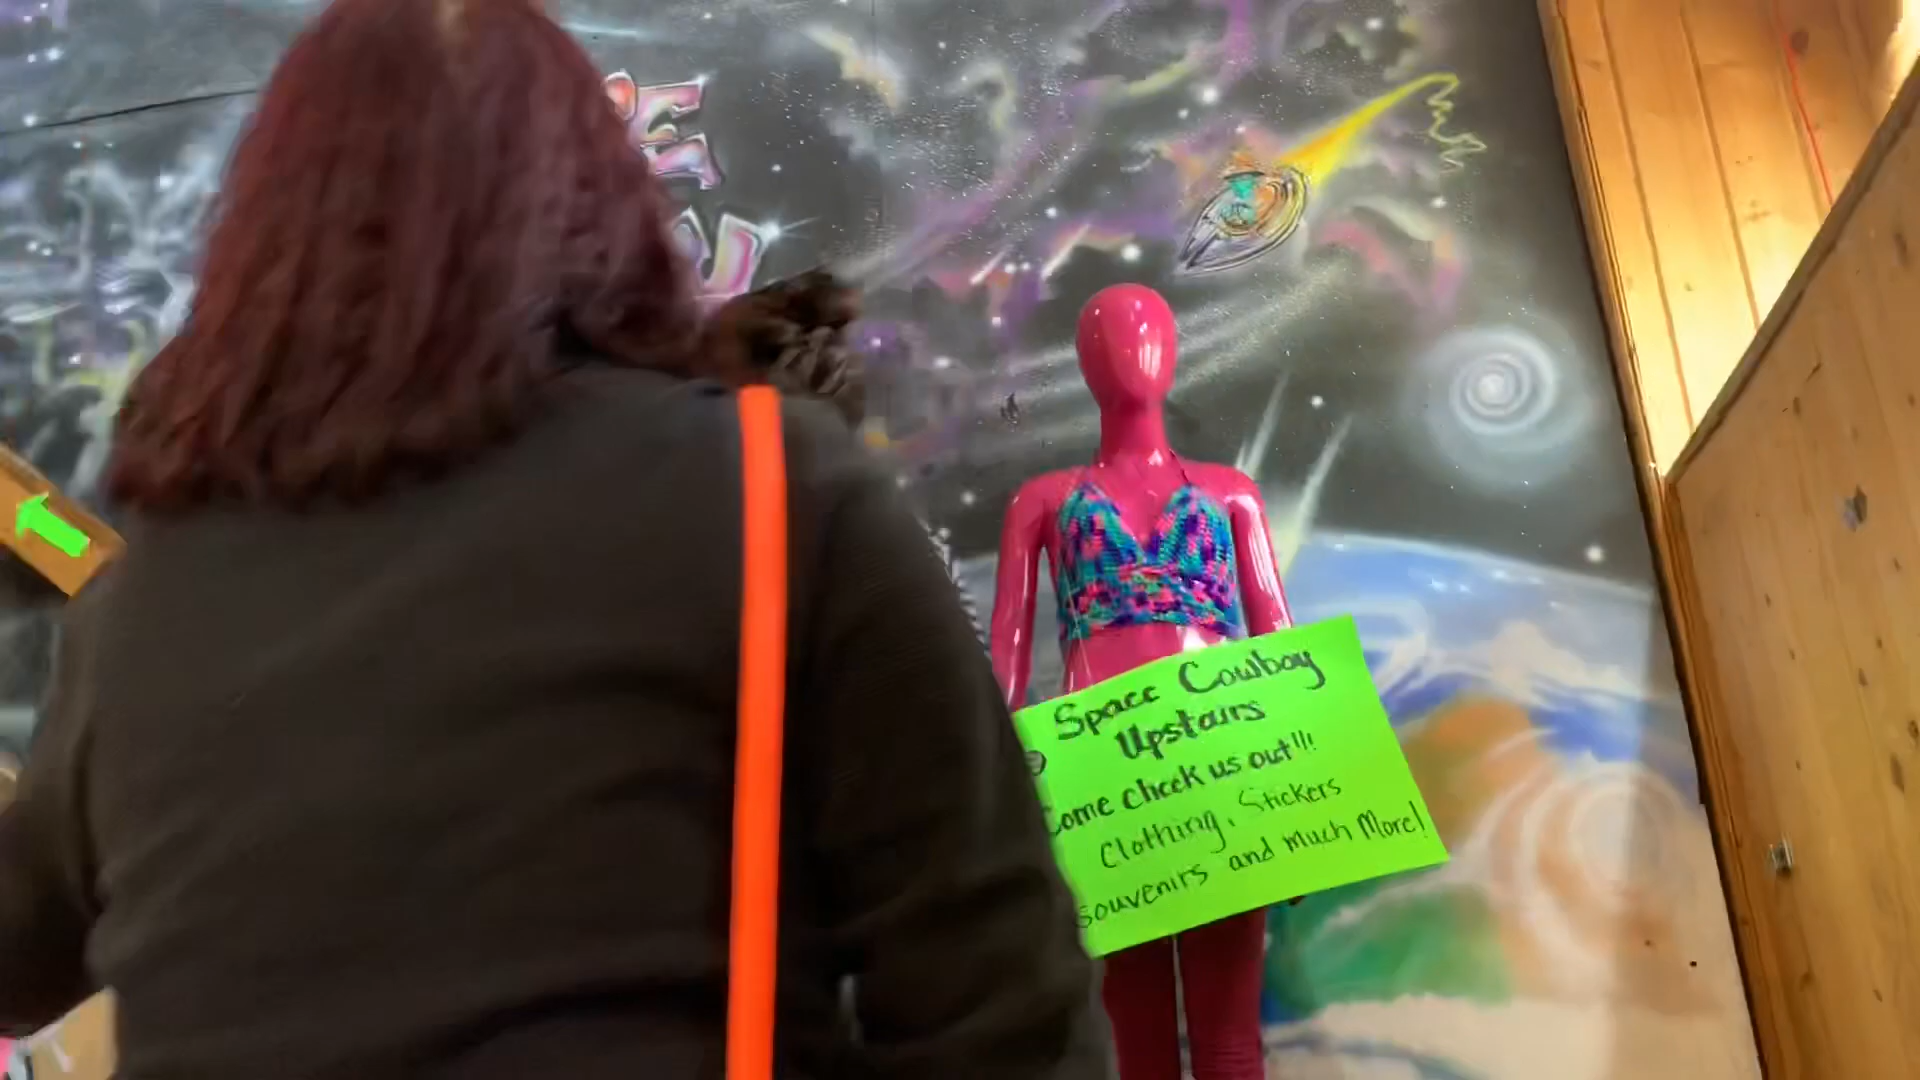 E
W
Space Cowboy
Upstairs
Come check us out!!!
Clothing, Stickers
souvenirs and much More!